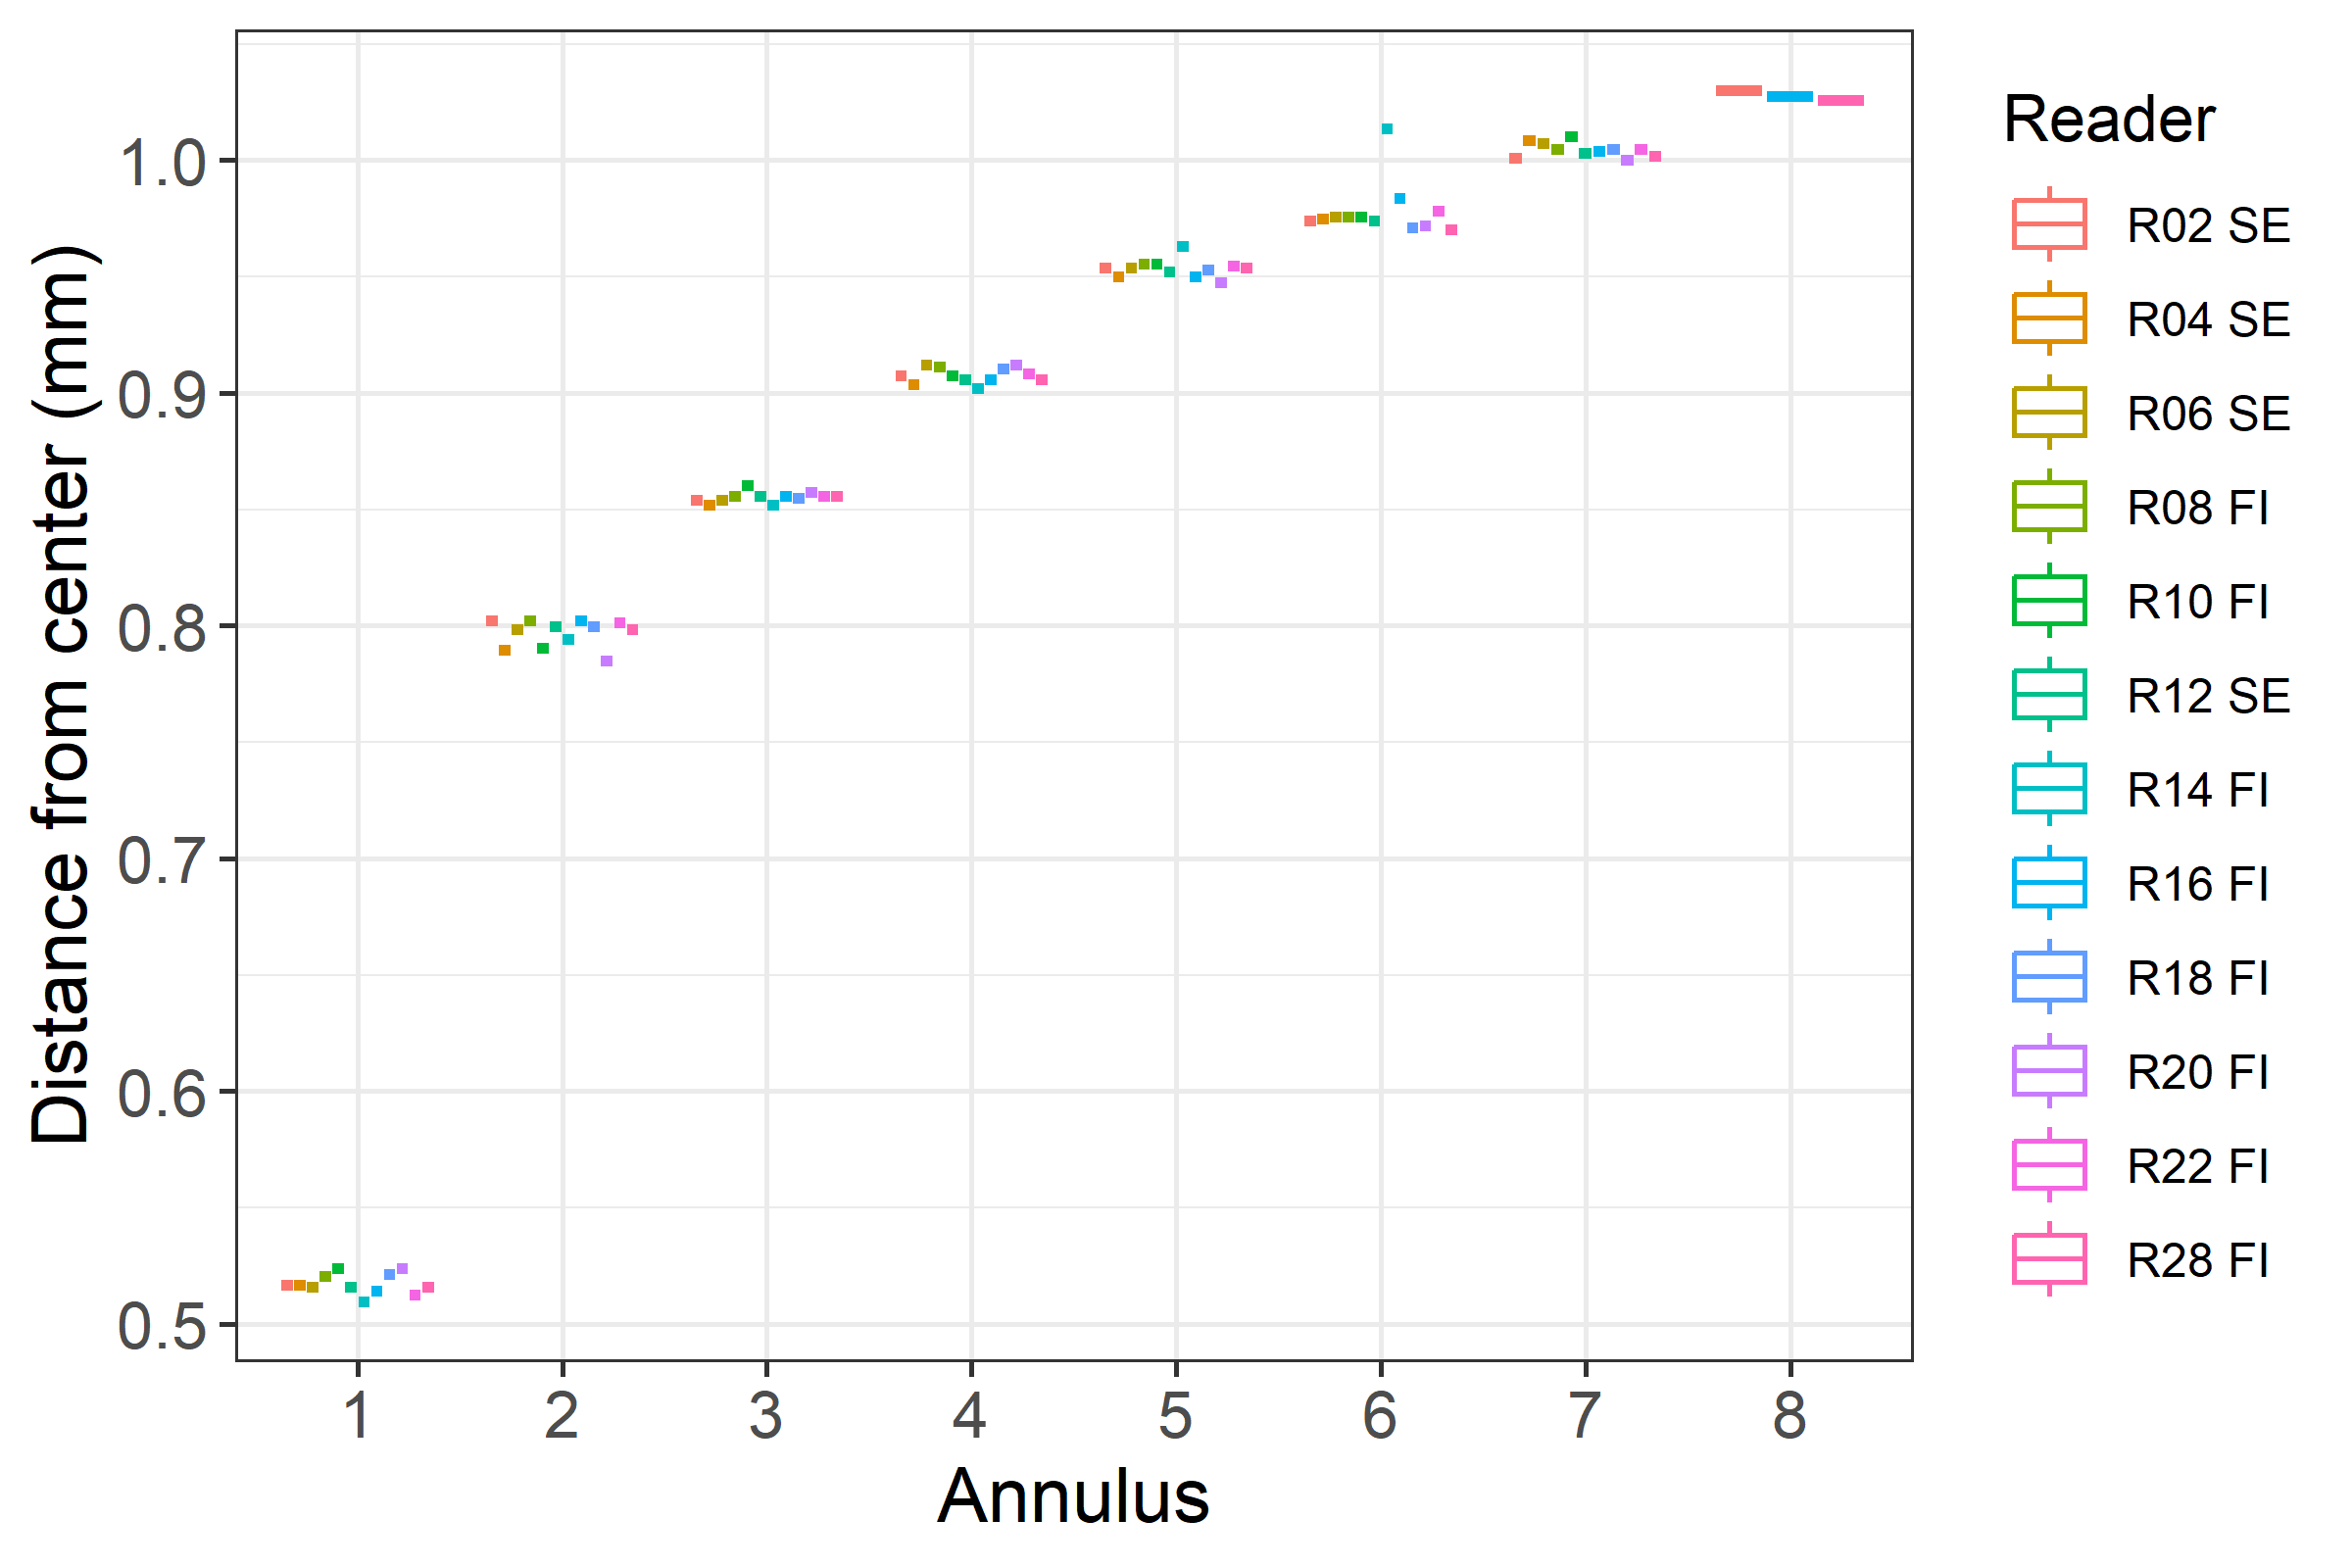 Distance from center (mm)
1.0
0.9
0.8
0.7
0.6
0.5
1 2 3 4 5 6 7 8
Annulus
Reader
R02 SE
R04 SE
R06 SE
R08 FI
R10 FI
R12 SE
R14 FI
R16 FI
R18 FI
R20 FI
R22 FI
R28 FI